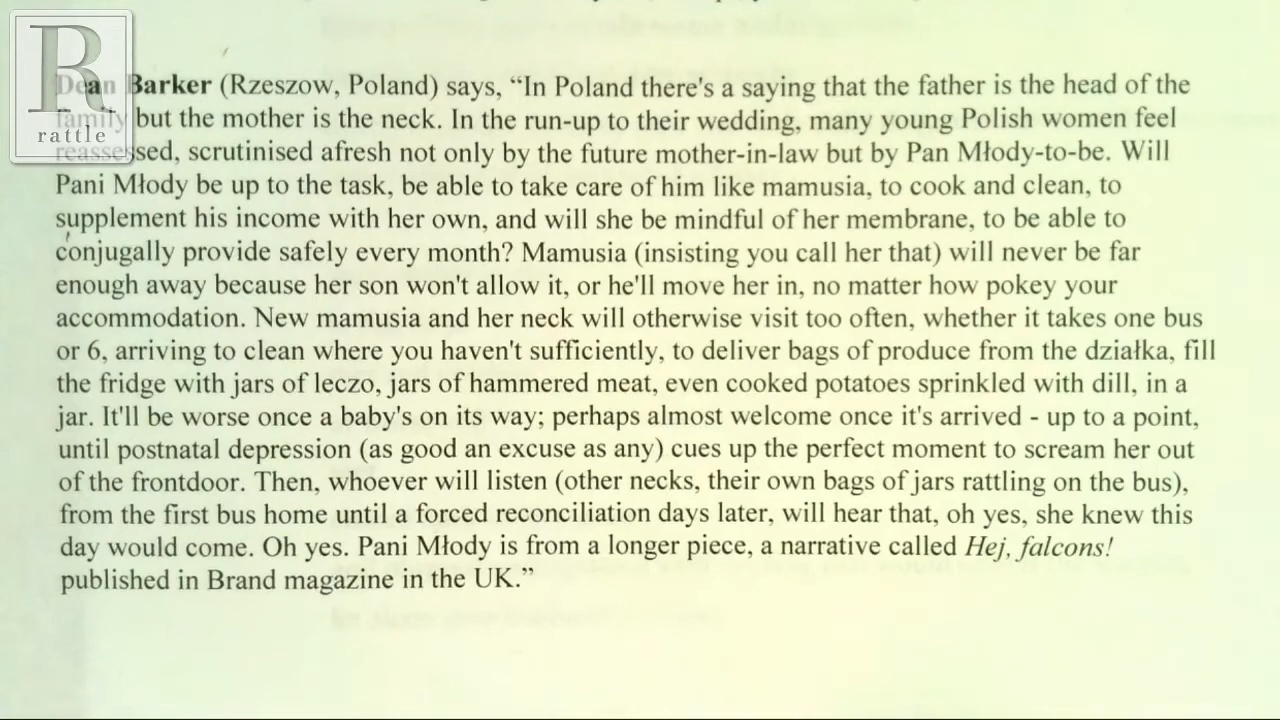 R
rattle
Dean Barker (Rzeszow, Poland) says, “In Poland there's a saying that the father is the head of the
family but the mother is the neck. In the run-up to their wedding, many young Polish women feel
reassessed, scrutinised afresh not only by the future mother-in-law but by Pan Młody-to-be. Will
Pani Młody be up to the task, be able to take care of him like mamusia, to cook and clean, to
supplement his income with her own, and will she be mindful of her membrane, to be able to
conjugally provide safely every month? Mamusia (insisting you call her that) will never be far
enough away because her son won't allow it, or he'll move her in, no matter how pokey your
accommodation. New mamusia and her neck will otherwise visit too often, whether it takes one bus
or 6, arriving to clean where you haven't sufficiently, to deliver bags of produce from the działka, fill
the fridge with jars of leczo, jars of hammered meat, even cooked potatoes sprinkled with dill, in a
jar. It'll be worse once a baby's on its way; perhaps almost welcome once it's arrived - up to a point,
until postnatal depression (as good an excuse as any) cues up the perfect moment to scream her out
of the frontdoor. Then, whoever will listen (other necks, their own bags of jars rattling on the bus),
from the first bus home until a forced reconciliation days later, will hear that, oh yes, she knew this
day would come. Oh yes. Pani Młody is from a longer piece, a narrative called Hej, falcons!
published in Brand magazine in the UK.”